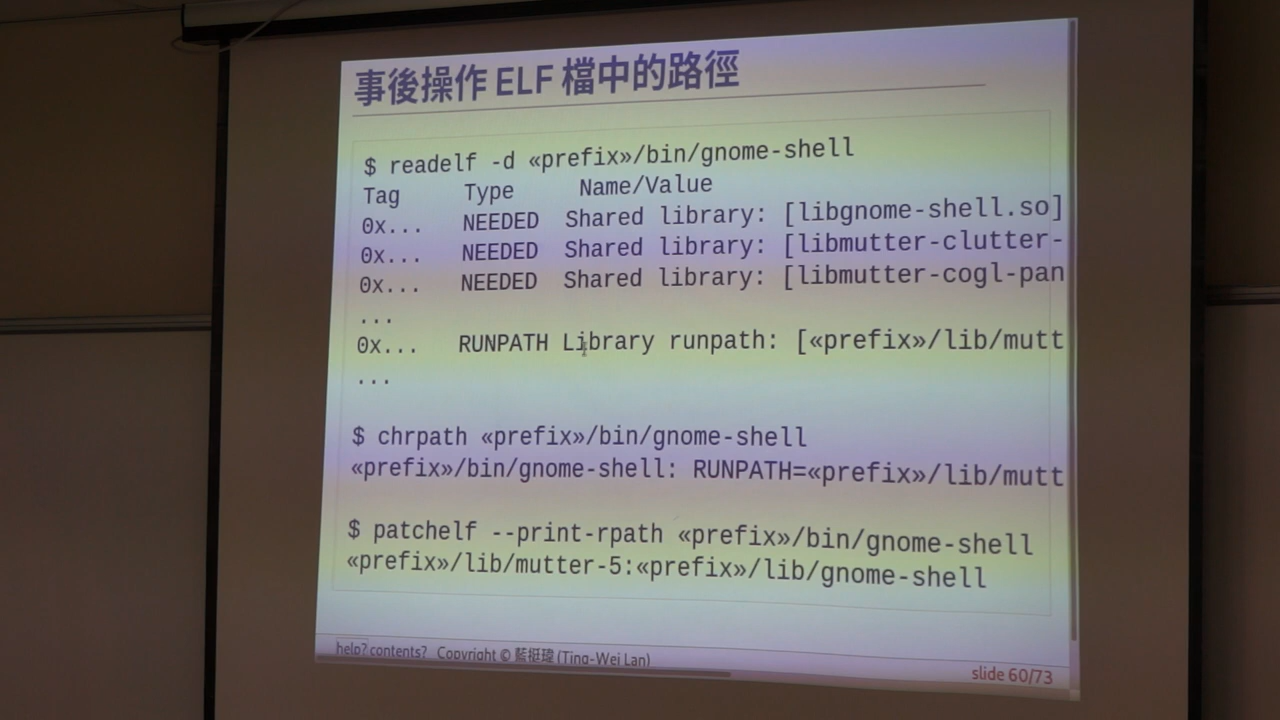 事後操作 ELF 檔中的路徑
$ readelf -d «prefix»/bin/gnome-shell
Tag Type Name/Value
0x... NEEDED Shared library: [libgnome-shell.so]
0x... NEEDED Shared library: [libmutter-clutter-
0x... NEEDED Shared library: [libmutter-cogl-pan
...
0x... RUNPATH Library runpath: [«prefix»/lib/mutt
...
$ chrpath «prefix»/bin/gnome-shell
«prefix»/bin/gnome-shell: RUNPATH=«prefix»/lib/mutt
$ patchelf --print-rpath «prefix»/bin/gnome-shell
«prefix»/lib/mutter-5:«prefix»/lib/gnome-shell
help? contents? Copyright © 藍挺瑋 (Ting-Wei Lan)
slide 60/73